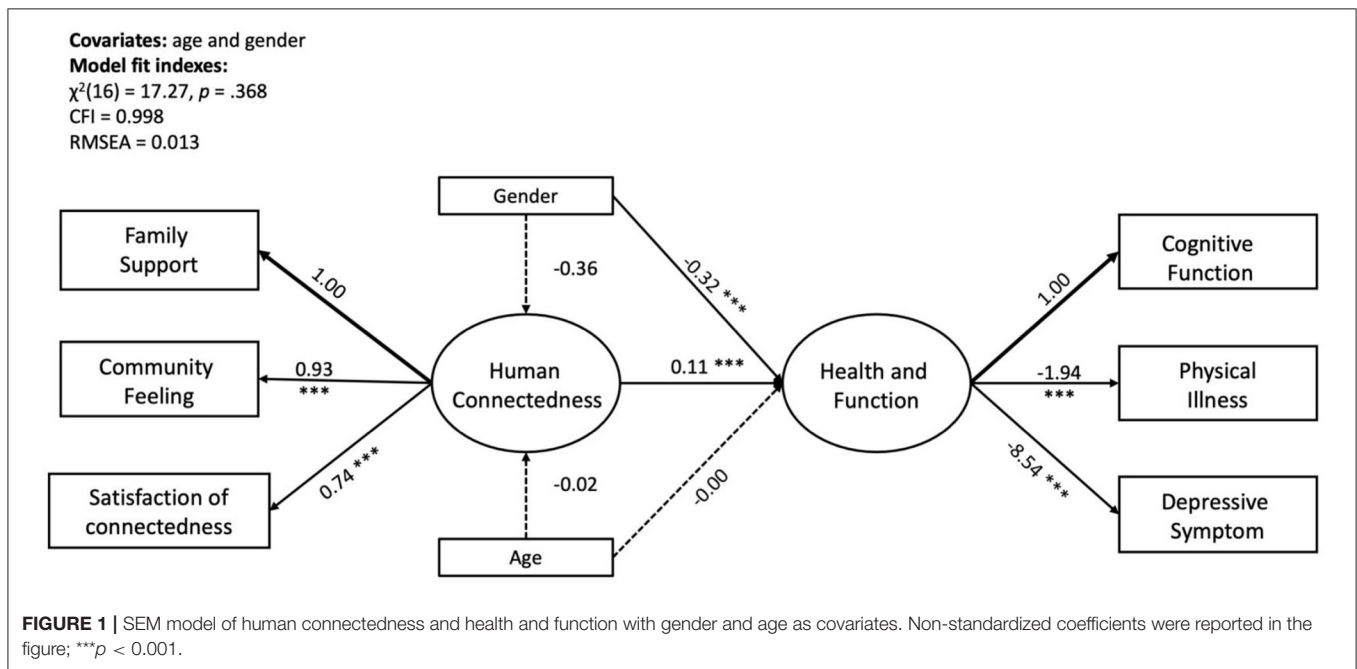 Covariates: age and gender
Model fit indexes:
χ²(16) = 17.27, p = .368
CFI = 0.998
RMSEA = 0.013
Gender
Family
Support
Cognitive
Function
1.00
-0.36
-0.32 ***
1.00
Community
Feeling
0.93
***
Human
Connectedness
0.11 ***
Health and
Function
-1.94
***
Physical
Illness
Satisfaction of
connectedness
0.74 ***
-0.02
-0.00
-8.54 ***
Depressive
Symptom
Age
FIGURE 1 | SEM model of human connectedness and health and function with gender and age as covariates. Non-standardized coefficients were reported in the
figure; ***p < 0.001.